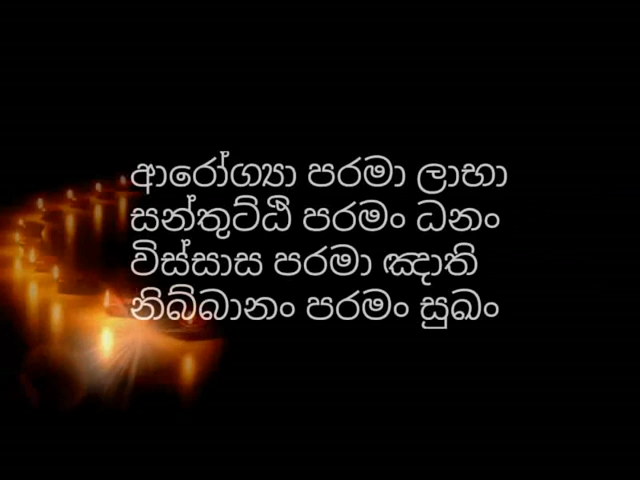 ආරෝග්‍යා පරමා ලාභා
සන්තුට්ඨි පරමං ධනං
විස්සාස පරමා ඤාති
නිබ්බානං පරමං සුඛං